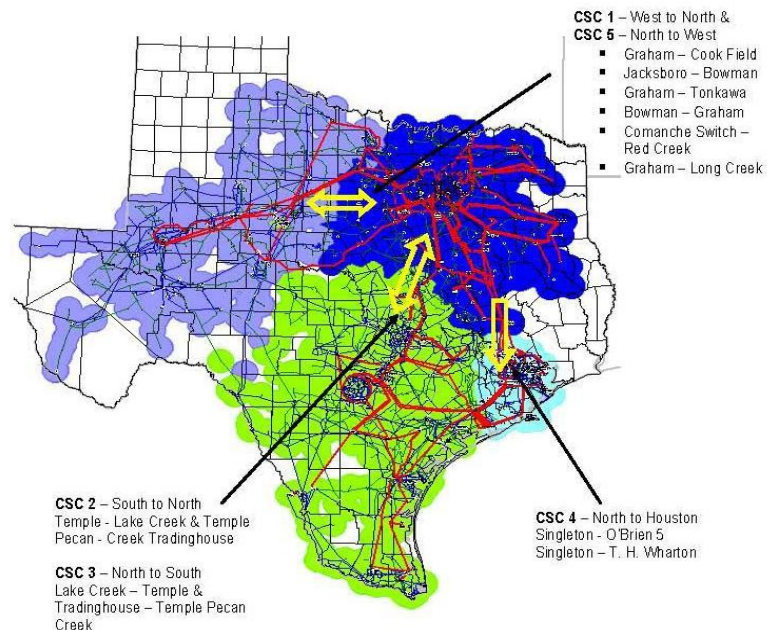 CSC 1 – West to North &
CSC 5 – North to West
▪ Graham – Cook Field
▪ Jacksboro – Bowman
▪ Graham – Tonkawa
▪ Bowman – Graham
▪ Comanche Switch –
Red Creek
▪ Graham – Long Creek
CSC 2 – South to North
Temple - Lake Creek & Temple
Pecan - Creek Tradinghouse
CSC 3 – North to South
Lake Creek – Temple &
Tradinghouse – Temple Pecan
Creek
CSC 4 – North to Houston
Singleton - O'Brien 5
Singleton – T. H. Wharton